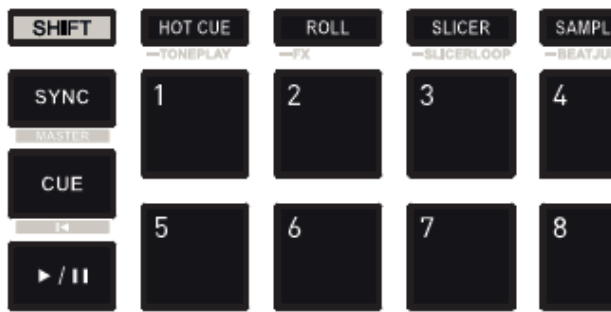 SHIFT HOT CUE ROLL SLICER SAMPL
—TONEPLAY —FX —SLICERLOOP —BEATJU
SYNC 1 2 3 4
MASTER
CUE
5 6 7 8
▶/II